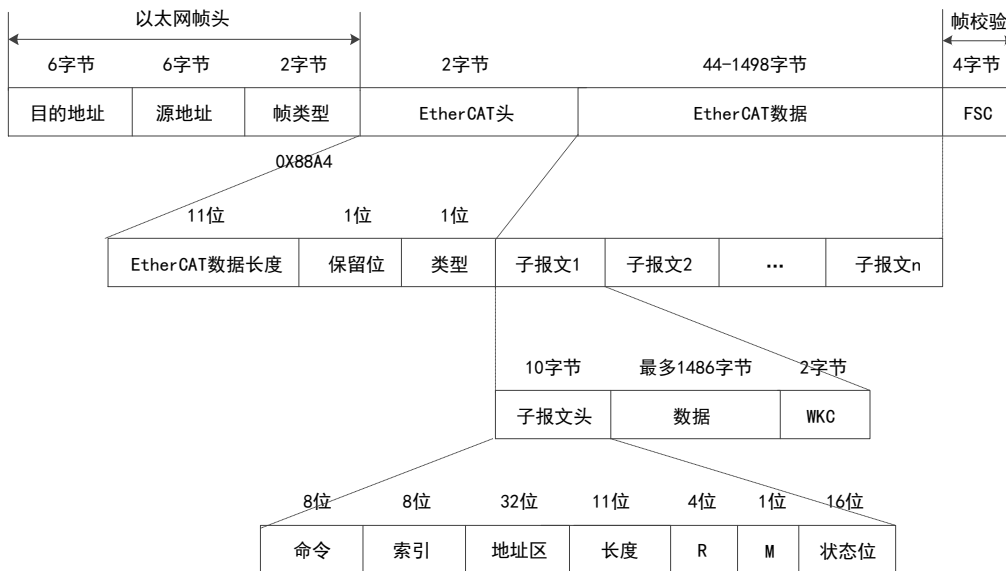 以太网帧头 帧校验
6字节 6字节 2字节 2字节 44-1498字节 4字节
目的地址 源地址 帧类型 EtherCAT头 EtherCAT数据 FSC
0X88A4
11位 1位 1位
EtherCAT数据长度 保留位 类型 子报文1 子报文2 … 子报文n
10字节 最多1486字节 2字节
子报文头 数据 WKC
8位 8位 32位 11位 4位 1位 16位
命令 索引 地址区 长度 R M 状态位